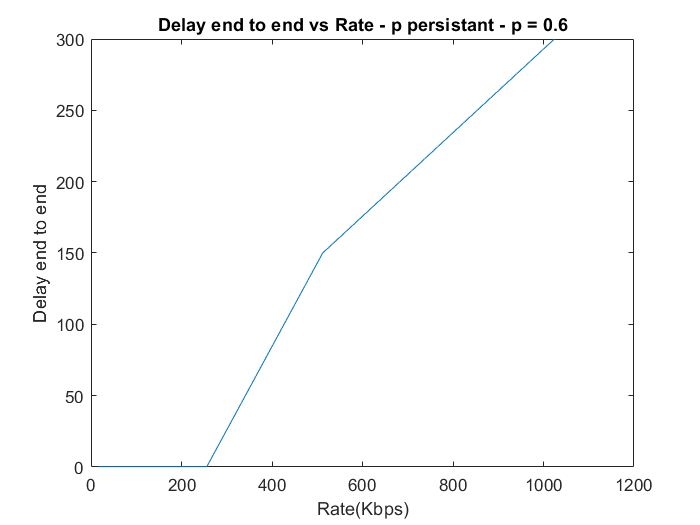 Delay end to end vs Rate - p persistant - p = 0.6
300
250
200
150
100
50
0
Delay end to end
0 200 400 600 800 1000 1200
Rate(Kbps)